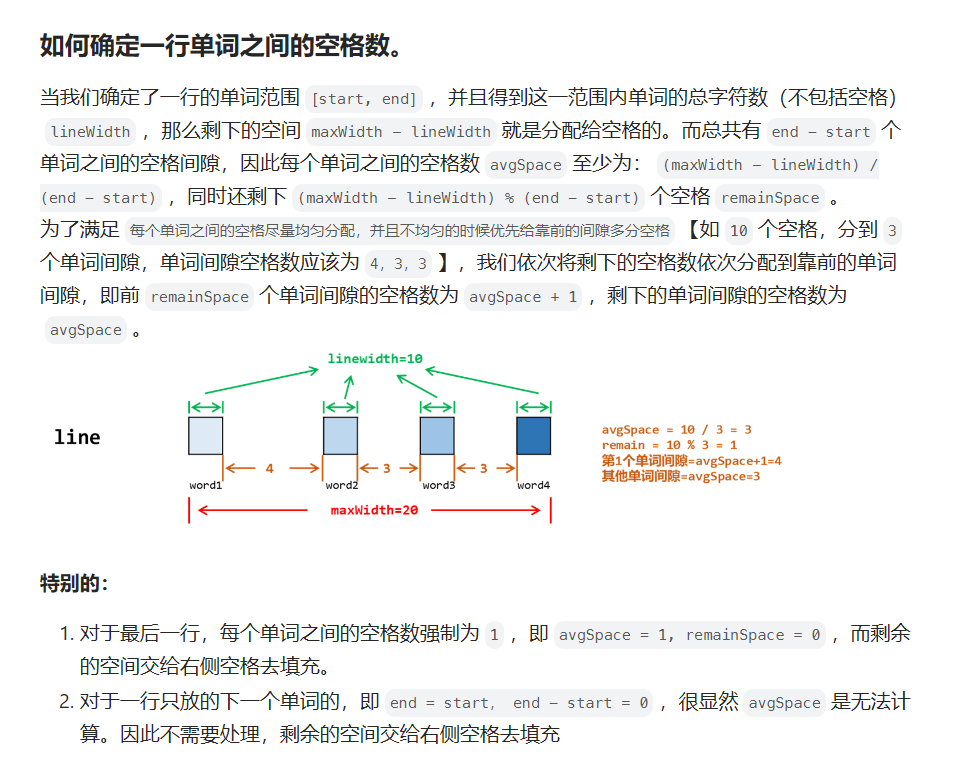 如何确定一行单词之间的空格数。
当我们确定了一行的单词范围 [start, end] ，并且得到这一范围内单词的总字符数（不包括空格）
lineWidth ，那么剩下的空间 maxWidth - lineWidth 就是分配给空格的。而总共有 end - start 个
单词之间的空格间隙，因此每个单词之间的空格数 avgSpace 至少为： (maxWidth - lineWidth) /
(end - start) ，同时还剩下 (maxWidth - lineWidth) % (end - start) 个空格 remainSpace 。
为了满足 每个单词之间的空格尽量均匀分配，并且不均匀的时候优先给靠前的间隙多分空格 【如 10 个空格，分到 3
个单词间隙，单词间隙空格数应该为 4, 3, 3 】，我们依次将剩下的空格数依次分配到靠前的单词
间隙，即前 remainSpace 个单词间隙的空格数为 avgSpace + 1 ，剩下的单词间隙的空格数为
avgSpace 。
linewidth=10
line
4
3
3
word1
word2
word3
word4
maxWidth=20
avgSpace = 10 / 3 = 3
remain = 10 % 3 = 1
第1个单词间隙=avgSpace+1=4
其他单词间隙=avgSpace=3
特别的：
1. 对于最后一行，每个单词之间的空格数强制为 1 ，即 avgSpace = 1, remainSpace = 0 ，而剩余
的空间交给右侧空格去填充。
2. 对于一行只放的下一个单词的，即 end = start， end - start = 0 ，很显然 avgSpace 是无法计
算。因此不需要处理，剩余的空间交给右侧空格去填充